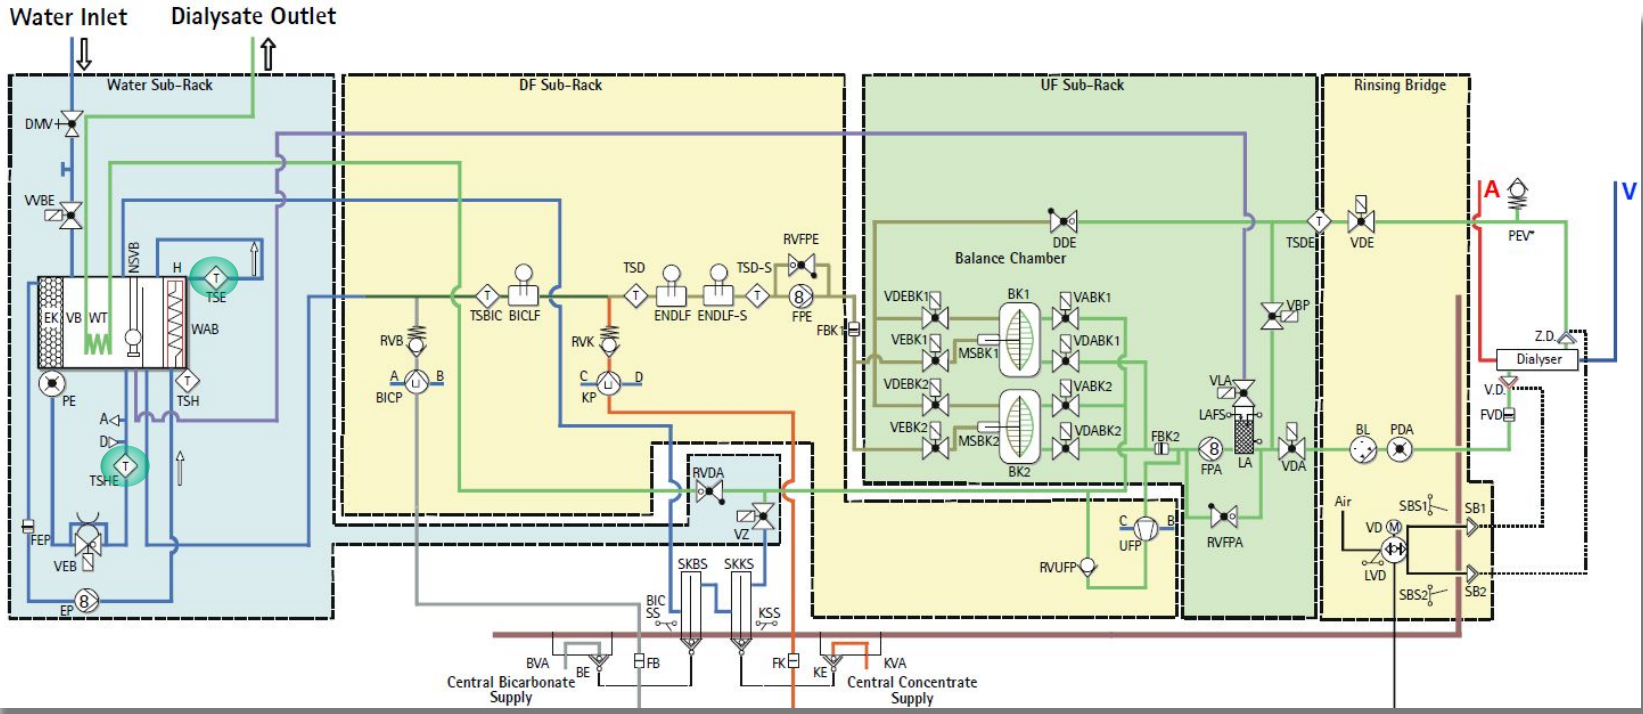 Water Inlet
Dialysate Outlet
Water Sub-Rack
DF Sub-Rack
UF Sub-Rack
Rinsing Bridge
DMV
VVBE
NSVB
H
T
TSE
EK
VB
WT
WAB
PE
T
TSH
A
D
T
TSHE
FEP
VEB
EP
8
T
TSBIC
BICLF
RVB
A
U
B
BICP
RVK
C
U
D
KP
TSD
T
ENDLF
ENDLF-S
TSD-S
T
RVFPE
8
FPE
FBK1
RVDA
VZ
SKBS
SKKS
BIC
SS
KSS
BVA
BE
FB
FK
KE
KVA
Central Bicarbonate
Supply
Central Concentrate
Supply
DDE
Balance Chamber
VDEBK1
BK1
VABK1
VEBK1
MSBK1
VDABK1
VDEBK2
VABK2
VEBK2
MSBK2
VDABK2
BK2
FBK2
8
FPA
VLA
LAFS
LA
VBP
VDA
RVFPA
C
B
UFP
RVUFP
T
TSDE
VDE
A
V
PEV*
Z.D.
Dialyser
V.D.
FVD
BL
PDA
Air
SBS1
SB1
VD
M
LVD
SBS2
SB2